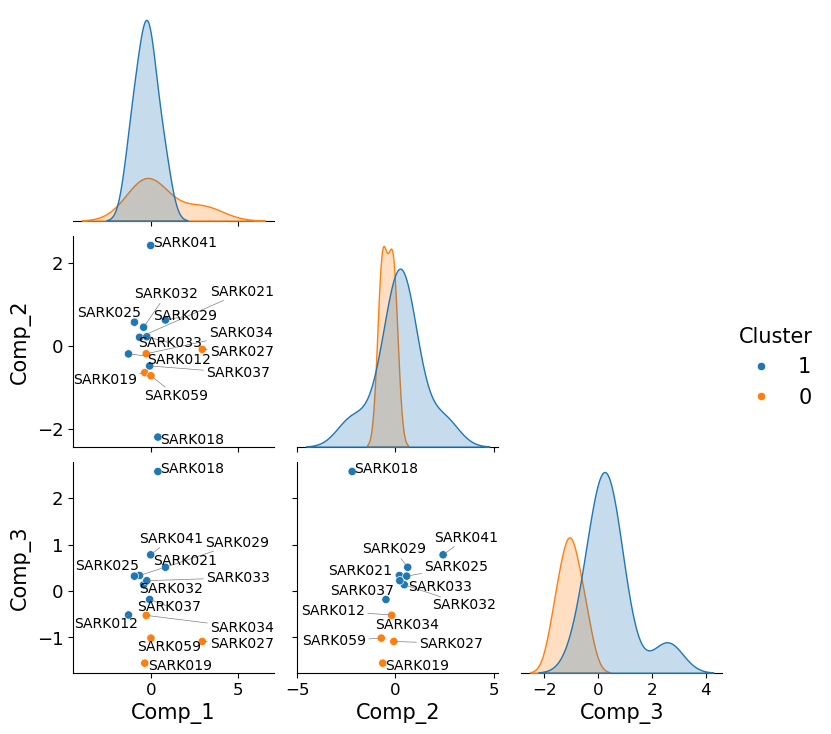 SARK041
2
SARK032
SARK021
SARK025
SARK029
SARK034
SARK033
0
SARK027
SARK012
SARK037
SARK019
SARK059
−2
SARK018
Comp_2
Cluster
1
0
SARK018
2
SARK041
SARK029
1
SARK021
SARK025
SARK033
0
SARK032
SARK037
SARK012
SARK034
−1
SARK059
SARK027
SARK019
Comp_3
0
5
Comp_1
SARK018
SARK041
SARK029
SARK025
SARK021
SARK033
SARK037
SARK032
SARK012
SARK034
SARK059
SARK027
SARK019
−5
0
5
Comp_2
−2
0
2
4
Comp_3